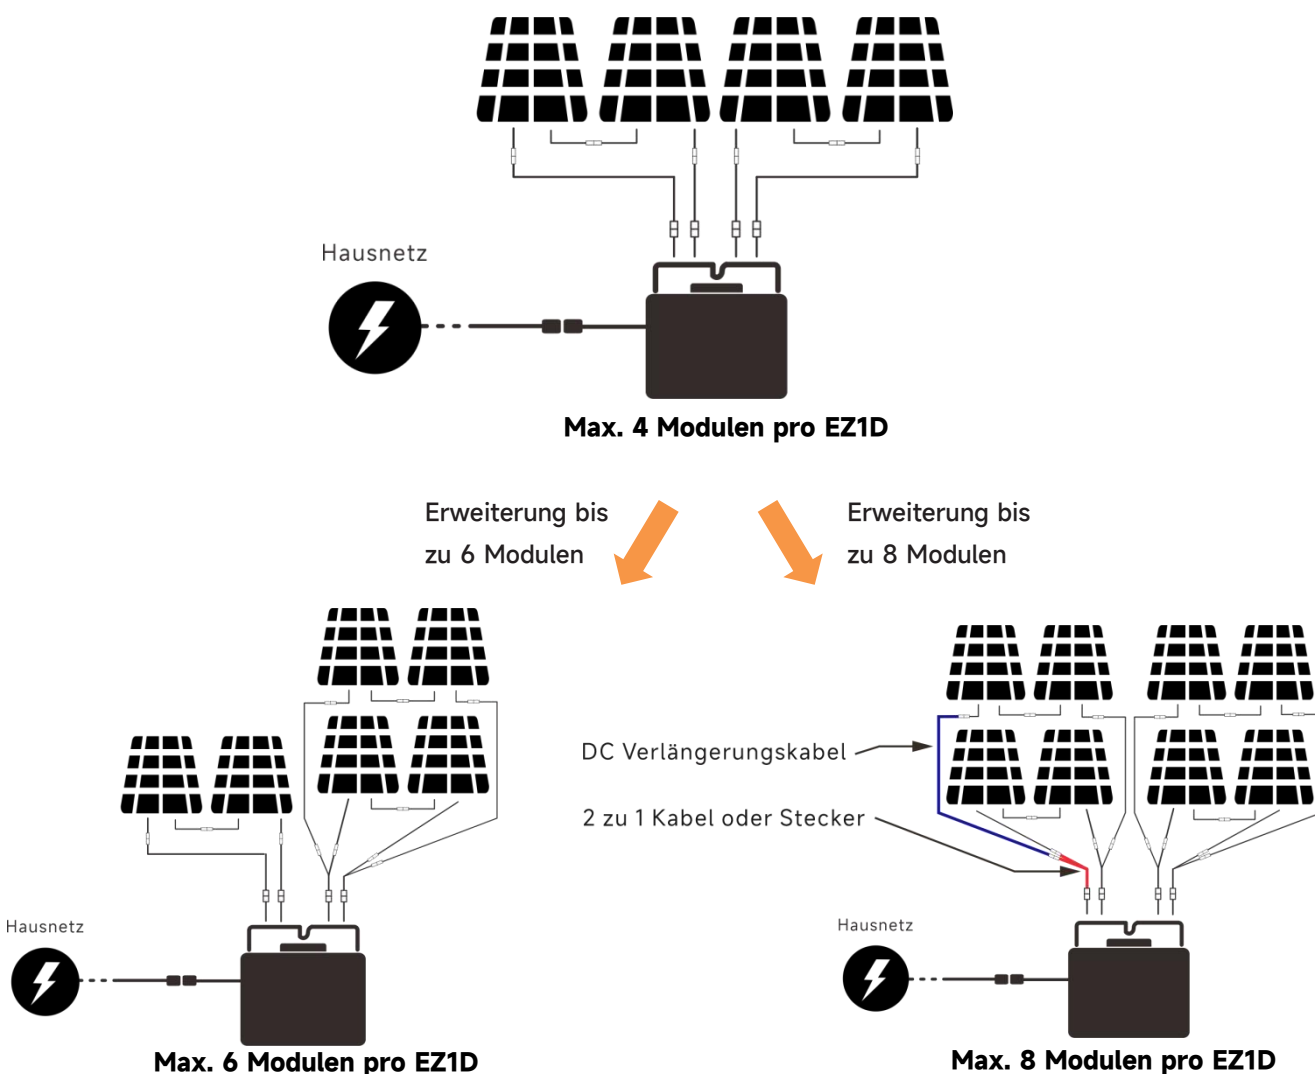 Hausnetz
Max. 4 Modulen pro EZ1D
Erweiterung bis
zu 6 Modulen
Erweiterung bis
zu 8 Modulen
DC Verlängerungskabel
2 zu 1 Kabel oder Stecker
Hausnetz
Hausnetz
Max. 6 Modulen pro EZ1D
Max. 8 Modulen pro EZ1D